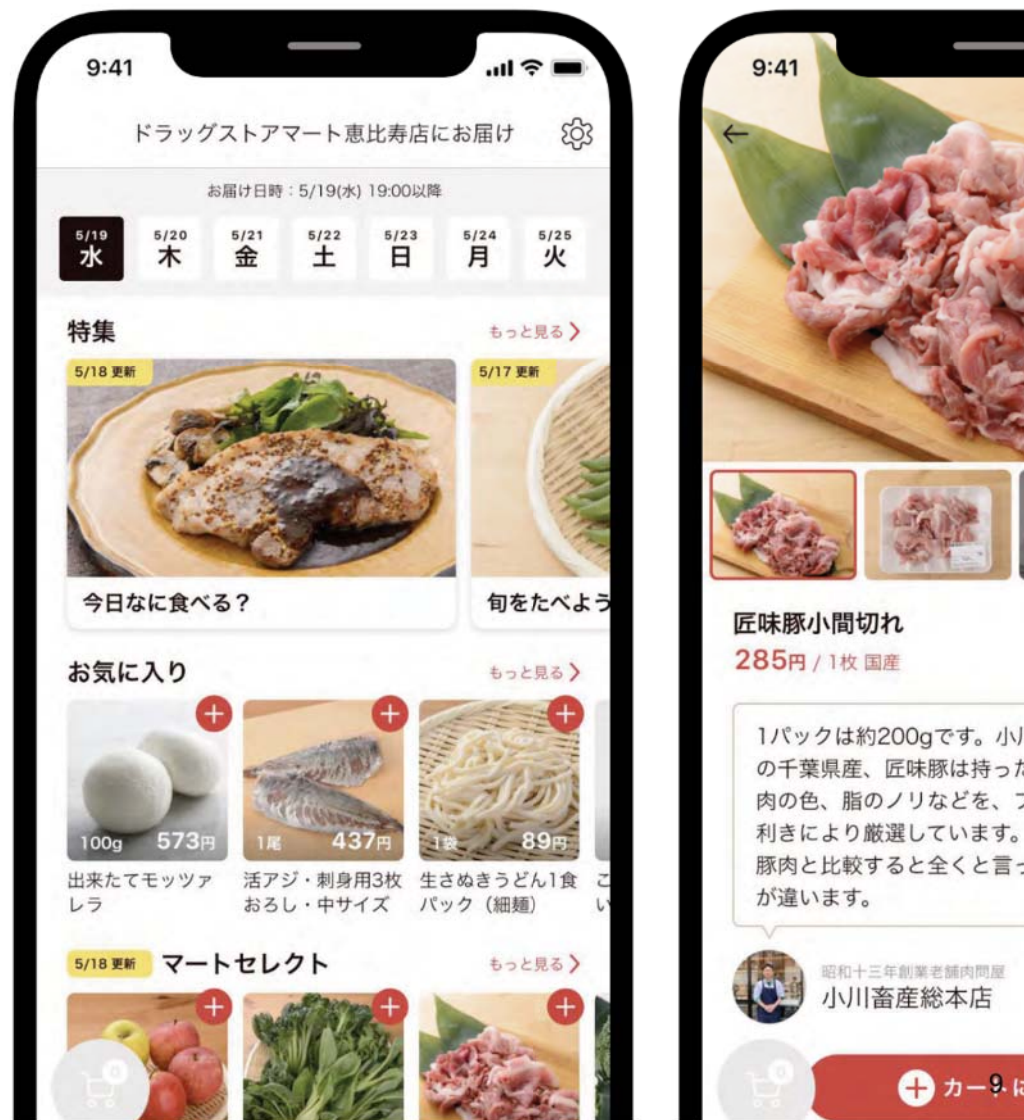 9:41
ドラッグストアマート恵比寿店にお届け
お届け日時：5/19(水) 19:00以降
5/19 5/20 5/21 5/22 5/23 5/24 5/25
水 木 金 土 日 月 火
特集 もっと見る
5/18 更新
5/17 更新
今日なに食べる？
旬をたべよう
お気に入り もっと見る
100g 573円
1尾 437円
1袋 89円
出来たてモッツァ
レラ
活アジ・刺身用3枚
おろし・中サイズ
生さぬきうどん1食
パック（細麺）
5/18 更新 マートセレクト もっと見る
0
9:41
匠味豚小間切れ
285円 / 1枚 国産
1パックは約200gです。小川
の千葉県産、匠味豚は持った
肉の色、脂のノリなどを、プ
利きにより厳選しています。
豚肉と比較すると全くと言っ
が違います。
昭和十三年創業老舗肉問屋
小川畜産総本店
0
カート
9